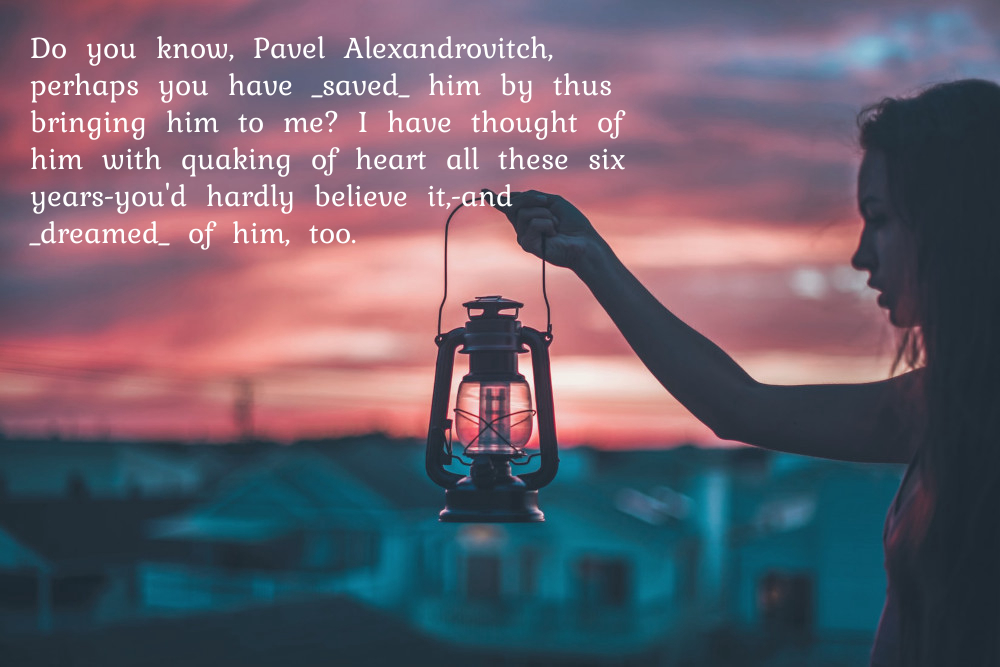 Do you know, Pavel Alexandrovitch,
perhaps you have _saved_ him by thus
bringing him to me? I have thought of
him with quaking of heart all these six
years-you'd hardly believe it,-and
_dreamed_ of him, too.